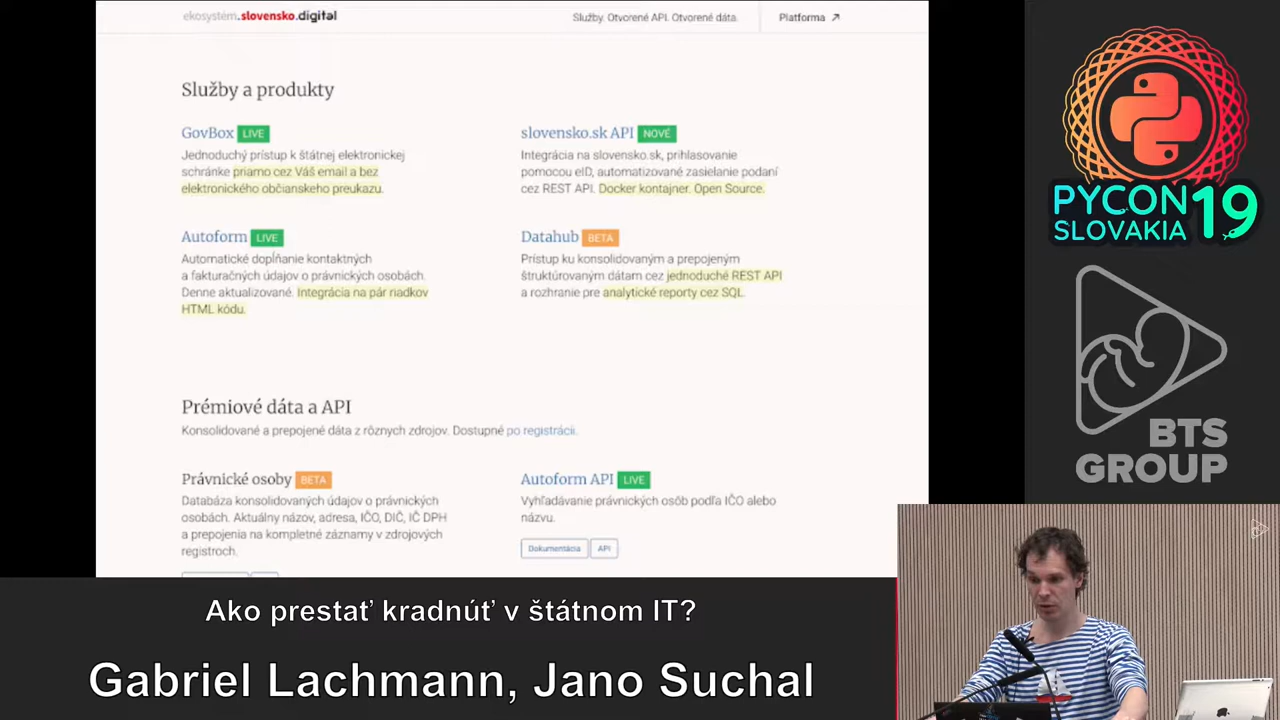 ekosystém.slovensko.digital
Služby. Otvorené API. Otvorené dáta.
Platforma ↗
Služby a produkty
GovBox LIVE
Jednoduchý prístup k štátnej elektronickej
schránke priamo cez Váš email a bez
elektronického občianskeho preukazu.
slovensko.sk API NOVÉ
Integrácia na slovensko.sk, prihlasovanie
pomocou eID, automatizované zasielanie podaní
cez REST API. Docker kontajner. Open Source.
Autoform LIVE
Automatické dopĺňanie kontaktných
a fakturačných údajov o právnických osobách.
Denne aktualizované. Integrácia na pár riadkov
HTML kódu.
Datahub BETA
Prístup ku konsolidovaným a prepojeným
štruktúrovaným dátam cez jednoduché REST API
a rozhranie pre analytické reporty cez SQL.
Prémiové dáta a API
Konsolidované a prepojené dáta z rôznych zdrojov. Dostupné po registrácii.
Právnické osoby BETA
Databáza konsolidovaných údajov o právnických
osobách. Aktuálny názov, adresa, IČO, DIČ, IČ DPH
a prepojenia na kompletné záznamy v zdrojových
registroch.
Autoform API LIVE
Vyhľadávanie právnických osôb podľa IČO alebo
názvu.
Dokumentácia API
PYCON 19
SLOVAKIA
BTS
GROUP
Ako prestať kradnúť v štátnom IT?
Gabriel Lachmann, Jano Suchal